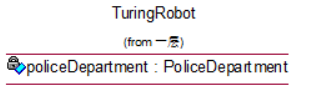 TuringRobot
(from 一层)
policeDepartment : PoliceDepartment